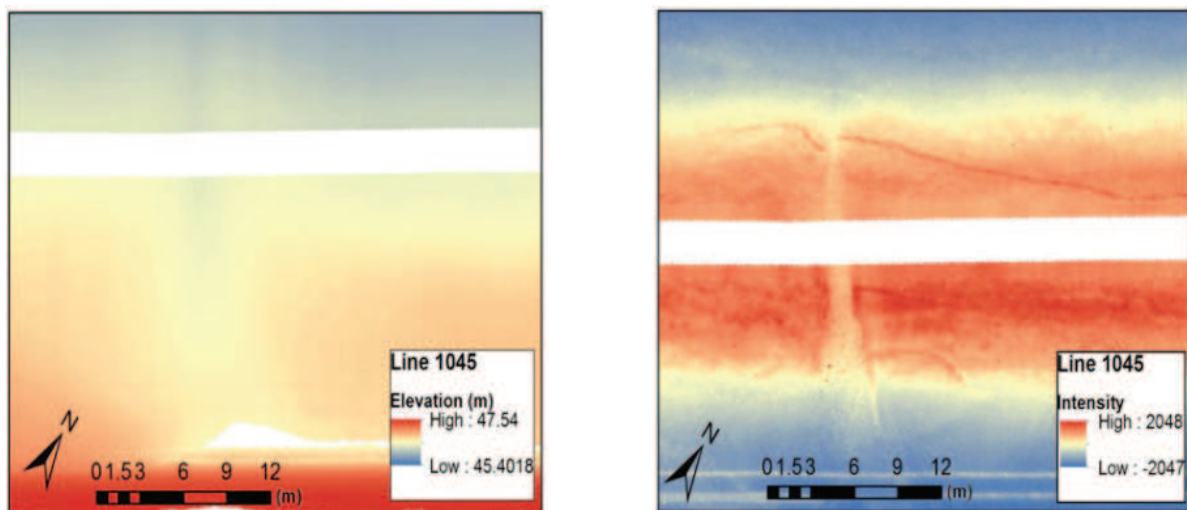 Line 1045
Elevation (m)
High : 47.54
Low : 45.4018
N
0 1.5 3 6 9 12
(m)
Line 1045
Intensity
High : 2048
Low : -2047
N
0 1.5 3 6 9 12
(m)